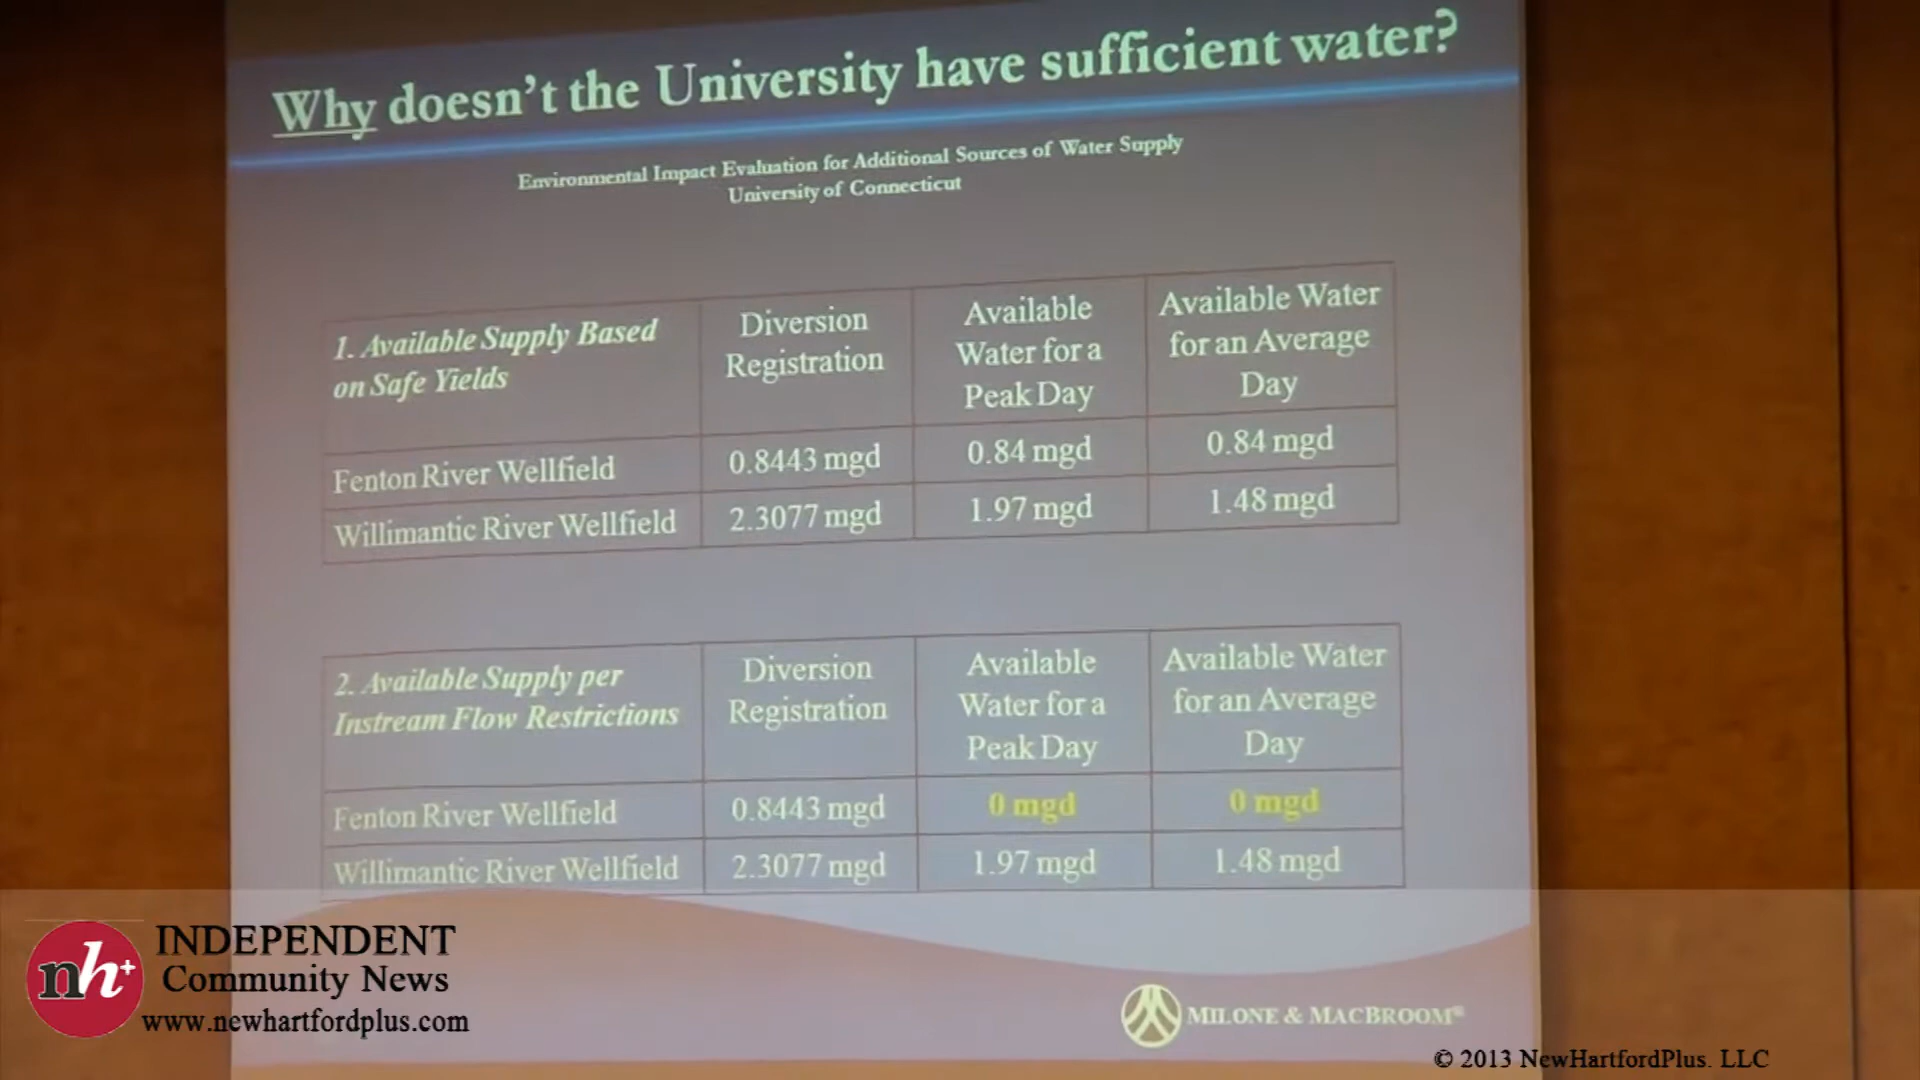 Why doesn't the University have sufficient water?
Environmental Impact Evaluation for Additional Sources of Water Supply
University of Connecticut
1. Available Supply Based
on Safe Yields
Diversion
Registration
Available
Water for a
Peak Day
Available Water
for an Average
Day
Fenton River Wellfield
0.8443 mgd
0.84 mgd
0.84 mgd
Willimantic River Wellfield
2.3077 mgd
1.97 mgd
1.48 mgd
2. Available Supply per
Instream Flow Restrictions
Diversion
Registration
Available
Water for a
Peak Day
Available Water
for an Average
Day
Fenton River Wellfield
0.8443 mgd
0 mgd
0 mgd
Willimantic River Wellfield
2.3077 mgd
1.97 mgd
1.48 mgd
nh+
INDEPENDENT
Community News
www.newhartfordplus.com
MILONE & MACBROOM®
© 2013 NewHartfordPlus. LLC